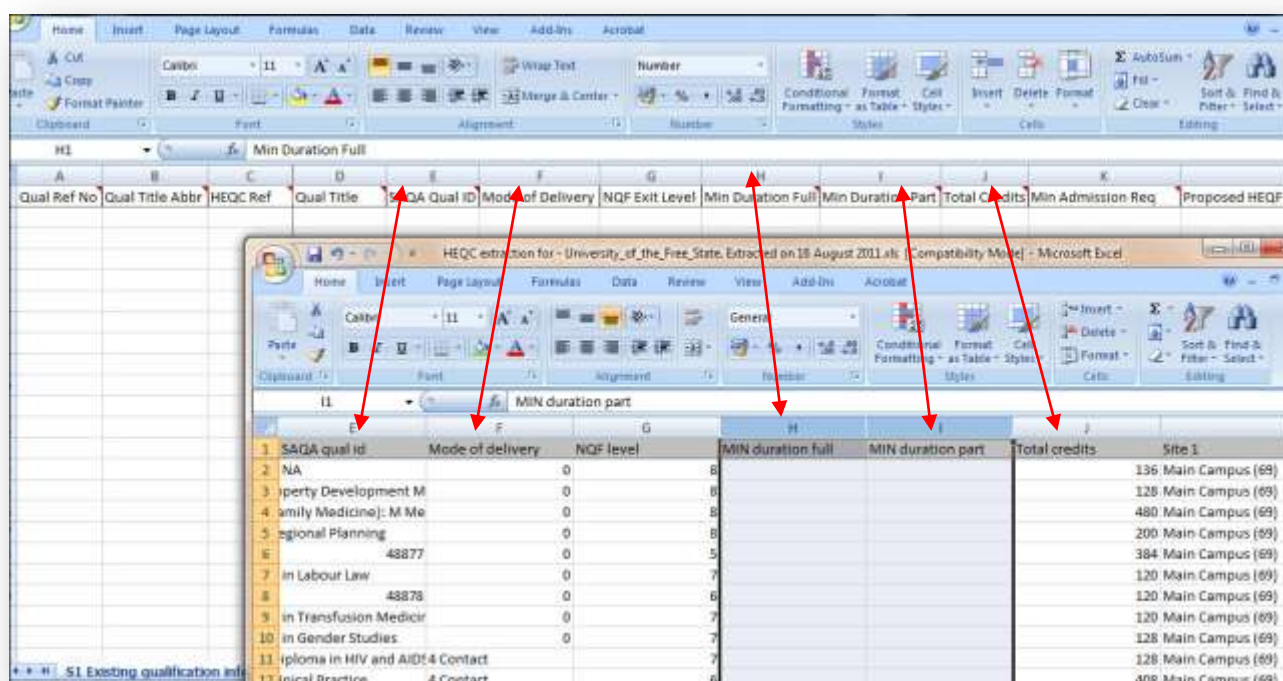 Home Insert Page Layout Formulas Data Review View Add-Ins Acrobat
Cut
Copy
Format Painter
Calibri 11
Wrap Text
Merge & Center
Number
Conditional Formatting
Format as Table
Cell Styles
Insert Delete Format
AutoSum
Fill
Clear
Sort & Filter
Find & Select
Clipboard Font Alignment Number Styles Cells Editing
H1 fx Min Duration Full
A B C D E F G H I J K
Qual Ref No Qual Title Abbr HEQC Ref Qual Title SAQA Qual ID Mode of Delivery NQF Exit Level Min Duration Full Min Duration Part Total Credits Min Admission Req Proposed HEQF
HEQC extraction for - University_of_the_Free_State. Extracted on 18 August 2011.xls [Compatibility Mode] - Microsoft Excel
Home Insert Page Layout Formulas Data Review View Add-Ins Acrobat
Paste
Calibri 11
General
Conditional Formatting
Format as Table
Cell Styles
Insert
Delete
Format
Sort & Filter
Find & Select
Clipboard Font Alignment Number Styles Cells Editing
I1 fx MIN duration part
E F G H I J
1 SAQA qual id Mode of delivery NQF level MIN duration full MIN duration part Total credits Site 1
2 NA 0 8 136 Main Campus (69)
3 perty Development M 0 8 128 Main Campus (69)
4 amily Medicine): M Me 0 8 480 Main Campus (69)
5 egional Planning 0 8 200 Main Campus (69)
6 48877 0 5 384 Main Campus (69)
7 in Labour Law 0 7 120 Main Campus (69)
8 48878 0 6 120 Main Campus (69)
9 in Transfusion Medicir 0 7 120 Main Campus (69)
10 in Gender Studies 0 7 128 Main Campus (69)
11 iploma in HIV and AIDS 4 Contact 7 128 Main Campus (69)
12 inical Practice 4 Contact 6 408 Main Campus (69)
S1 Existing qualification inf